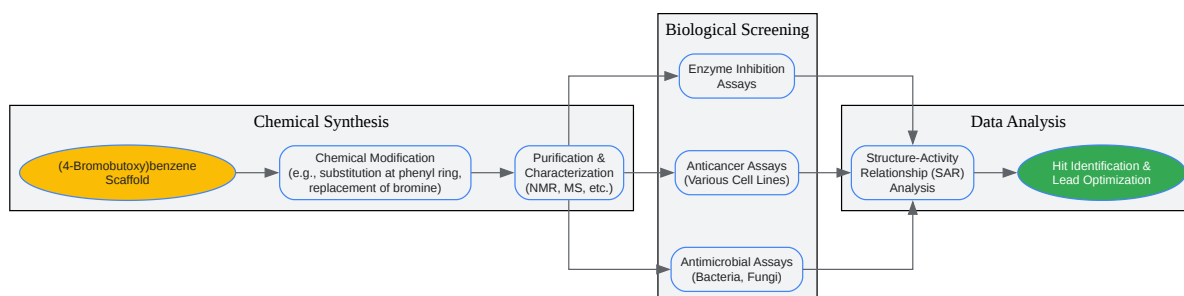 Biological Screening
Enzyme Inhibition
Assays
Chemical Synthesis
Data Analysis
(4-Bromobutoxy)benzene
Scaffold
Chemical Modification
(e.g., substitution at phenyl ring,
replacement of bromine)
Purification &
Characterization
(NMR, MS, etc.)
Anticancer Assays
(Various Cell Lines)
Structure-Activity
Relationship (SAR)
Analysis
Hit Identification &
Lead Optimization
Antimicrobial Assays
(Bacteria, Fungi)